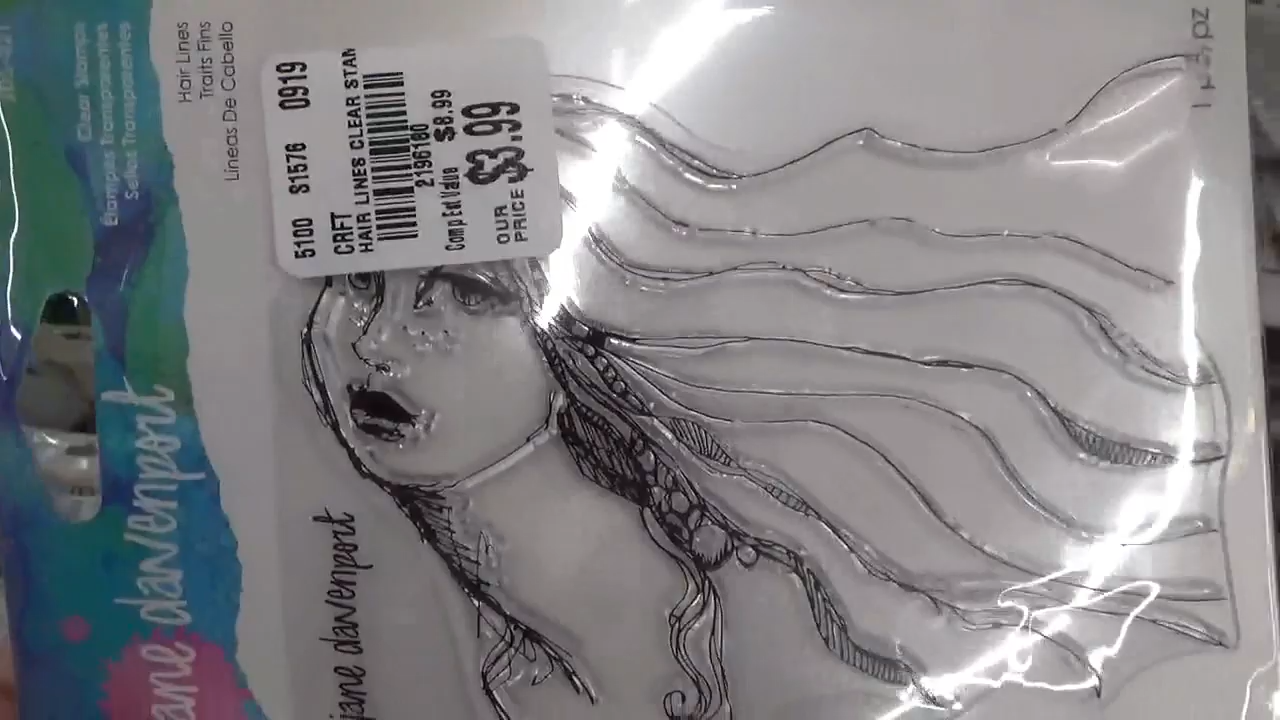 Clear Stamps
Étampes Transparentes
Sellos Transparentes
jane davenport
Hair Lines
Traits Fins
Líneas De Cabello
5100 S1576 0919
CRFT
HAIR LINES CLEAR STAM
2196180
Comp Est Value $8.99
OUR PRICE $3.99
jane davenport